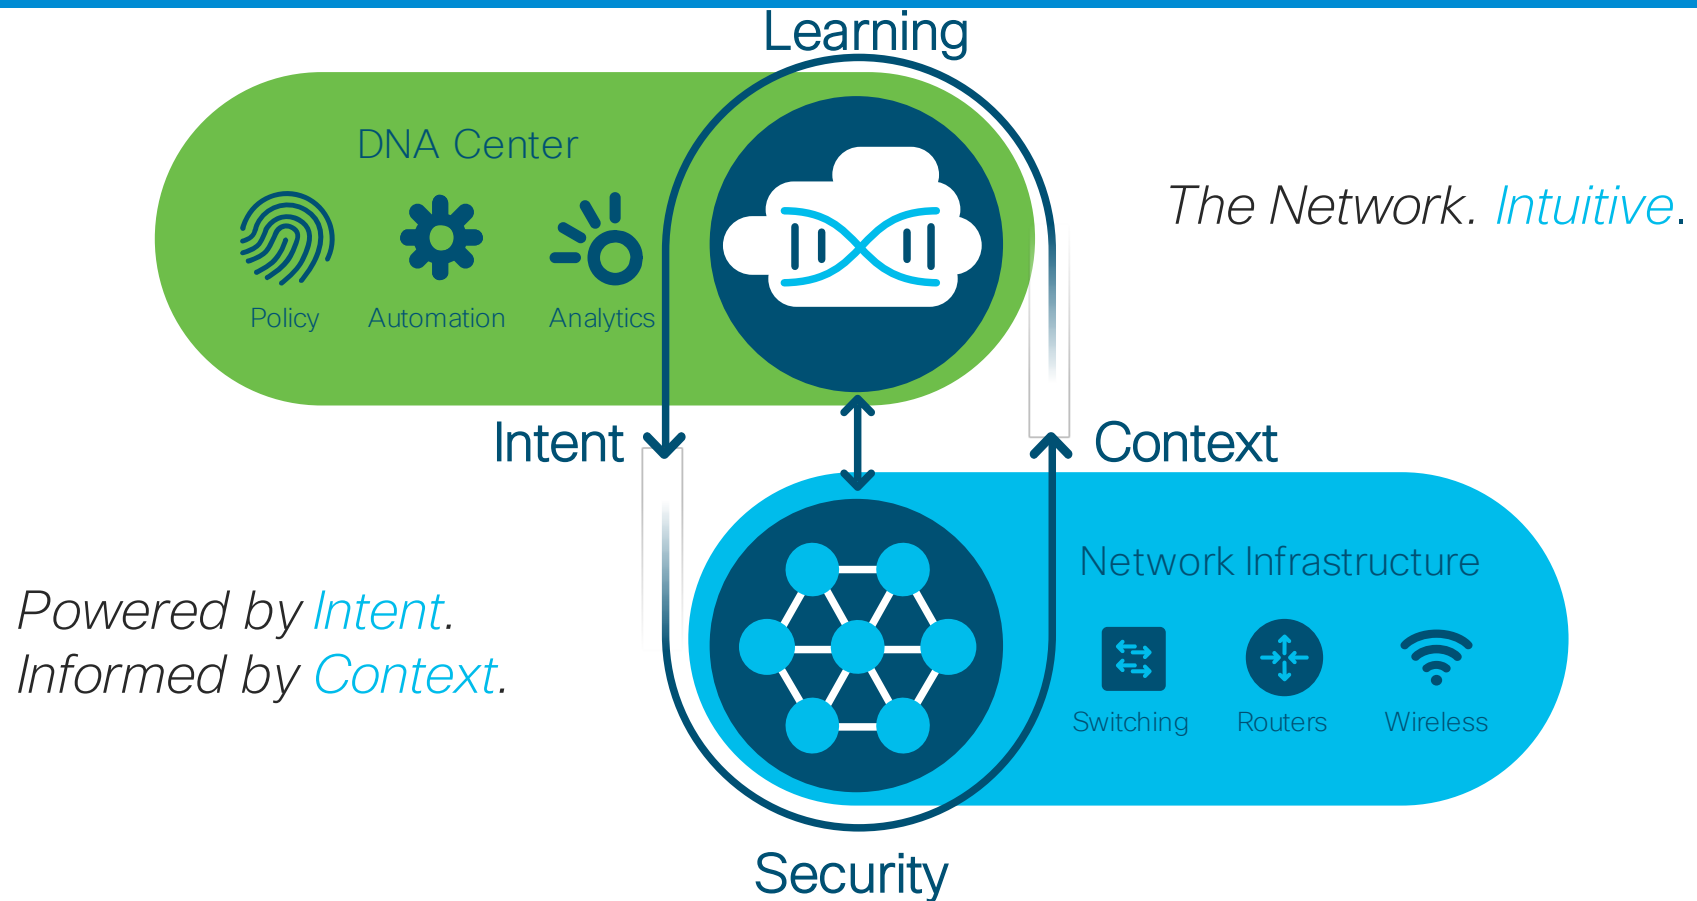 Learning
DNA Center
Policy Automation Analytics
The Network. Intuitive.
Intent
Context
Powered by Intent.
Informed by Context.
Network Infrastructure
Switching Routers Wireless
Security